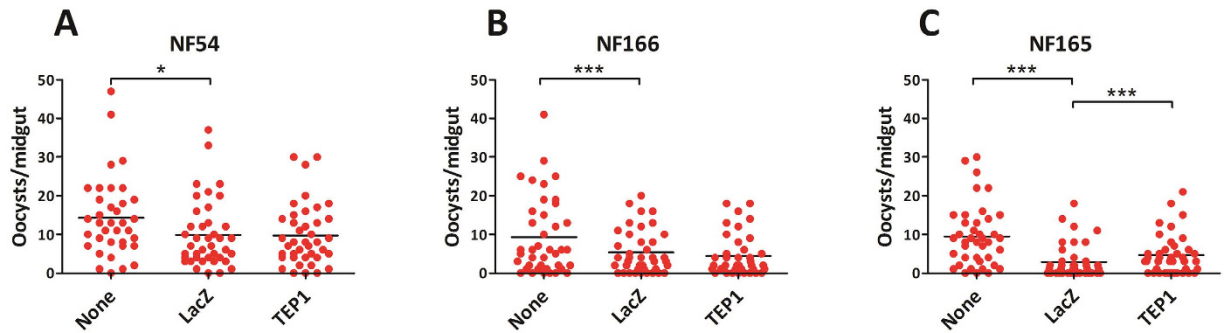 A
NF54
*
Oocysts/midgut
50
40
30
20
10
0
None
LacZ
TEP1
B
NF166
***
Oocysts/midgut
50
40
30
20
10
0
None
LacZ
TEP1
C
NF165
***
***
Oocysts/midgut
50
40
30
20
10
0
None
LacZ
TEP1